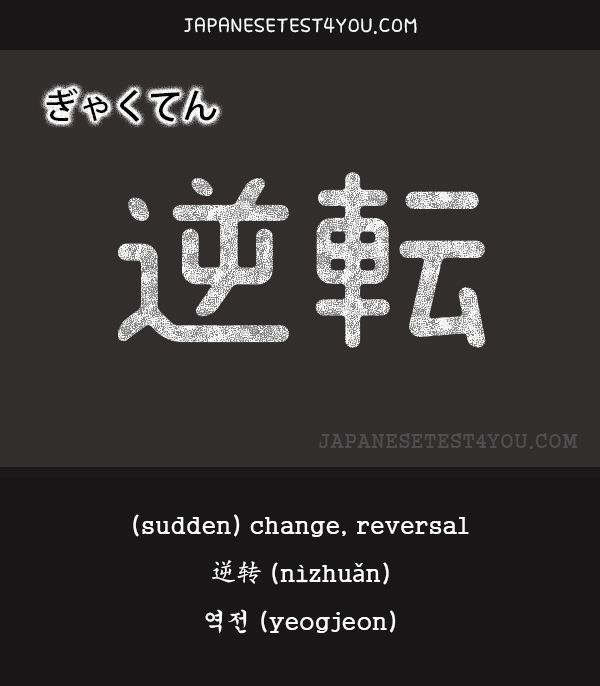 JAPANESETEST4YOU.COM
ぎゃくてん
逆転
JAPANESETEST4YOU.COM
(sudden) change, reversal
逆转 (nìzhuǎn)
역전 (yeogjeon)